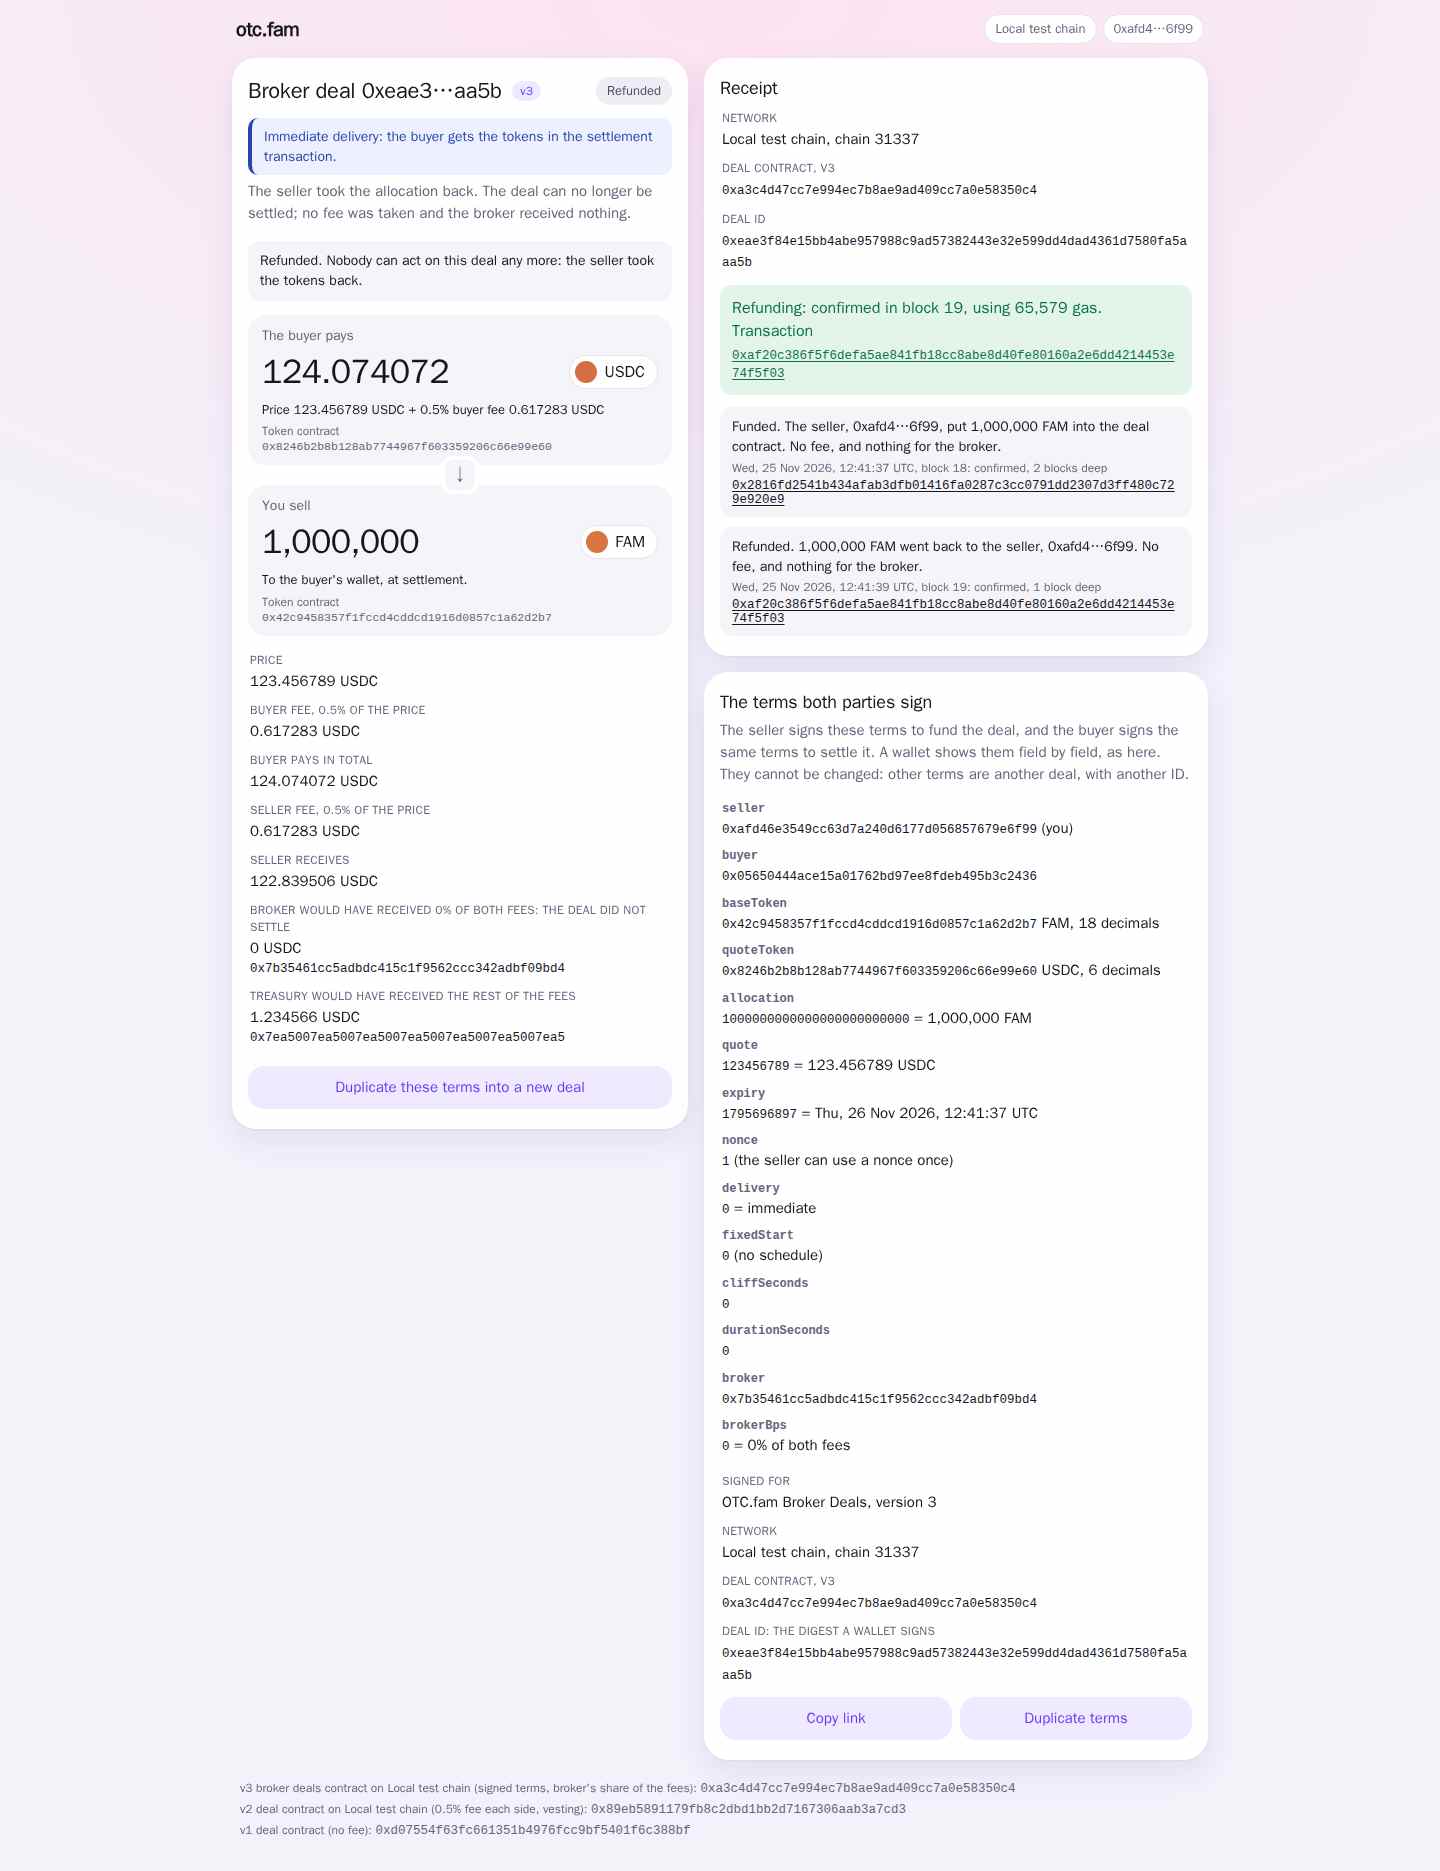 otc.fam
Local test chain
0xafd4···6f99
Broker deal 0xeae3···aa5b
v3
Refunded
Immediate delivery: the buyer gets the tokens in the settlement
transaction.
The seller took the allocation back. The deal can no longer be
settled; no fee was taken and the broker received nothing.
Refunded. Nobody can act on this deal any more: the seller took
the tokens back.
The buyer pays
124.074072
USDC
Price 123.456789 USDC + 0.5% buyer fee 0.617283 USDC
Token contract
0x8246b2b8b128ab7744967f603359206c66e99e60
↓
You sell
1,000,000
FAM
To the buyer's wallet, at settlement.
Token contract
0x42c9458357f1fccd4cddcd1916d0857c1a62d2b7
PRICE
123.456789 USDC
BUYER FEE, 0.5% OF THE PRICE
0.617283 USDC
BUYER PAYS IN TOTAL
124.074072 USDC
SELLER FEE, 0.5% OF THE PRICE
0.617283 USDC
SELLER RECEIVES
122.839506 USDC
BROKER WOULD HAVE RECEIVED 0% OF BOTH FEES: THE DEAL DID NOT
SETTLE
0 USDC
0x7b35461cc5adbdc415c1f9562ccc342adbf09bd4
TREASURY WOULD HAVE RECEIVED THE REST OF THE FEES
1.234566 USDC
0x7ea5007ea5007ea5007ea5007ea5007ea5007ea5
Duplicate these terms into a new deal
Receipt
NETWORK
Local test chain, chain 31337
DEAL CONTRACT, V3
0xa3c4d47cc7e994ec7b8ae9ad409cc7a0e58350c4
DEAL ID
0xeae3f84e15bb4abe957988c9ad57382443e32e599dd4dad4361d7580fa5a
aa5b
Refunding: confirmed in block 19, using 65,579 gas.
Transaction
0xaf20c386f5f6defa5ae841fb18cc8abe8d40fe80160a2e6dd4214453e
74f5f03
Funded. The seller, 0xafd4···6f99, put 1,000,000 FAM into the deal
contract. No fee, and nothing for the broker.
Wed, 25 Nov 2026, 12:41:37 UTC, block 18: confirmed, 2 blocks deep
0x2816fd2541b434afab3dfb01416fa0287c3cc0791dd2307d3ff480c72
9e920e9
Refunded. 1,000,000 FAM went back to the seller, 0xafd4···6f99. No
fee, and nothing for the broker.
Wed, 25 Nov 2026, 12:41:39 UTC, block 19: confirmed, 1 block deep
0xaf20c386f5f6defa5ae841fb18cc8abe8d40fe80160a2e6dd4214453e
74f5f03
The terms both parties sign
The seller signs these terms to fund the deal, and the buyer signs the
same terms to settle it. A wallet shows them field by field, as here.
They cannot be changed: other terms are another deal, with another ID.
seller
0xafd46e3549cc63d7a240d6177d056857679e6f99 (you)
buyer
0x05650444ace15a01762bd97ee8fdeb495b3c2436
baseToken
0x42c9458357f1fccd4cddcd1916d0857c1a62d2b7 FAM, 18 decimals
quoteToken
0x8246b2b8b128ab7744967f603359206c66e99e60 USDC, 6 decimals
allocation
1000000000000000000000000 = 1,000,000 FAM
quote
123456789 = 123.456789 USDC
expiry
1795696897 = Thu, 26 Nov 2026, 12:41:37 UTC
nonce
1 (the seller can use a nonce once)
delivery
0 = immediate
fixedStart
0 (no schedule)
cliffSeconds
0
durationSeconds
0
broker
0x7b35461cc5adbdc415c1f9562ccc342adbf09bd4
brokerBps
0 = 0% of both fees
SIGNED FOR
OTC.fam Broker Deals, version 3
NETWORK
Local test chain, chain 31337
DEAL CONTRACT, V3
0xa3c4d47cc7e994ec7b8ae9ad409cc7a0e58350c4
DEAL ID: THE DIGEST A WALLET SIGNS
0xeae3f84e15bb4abe957988c9ad57382443e32e599dd4dad4361d7580fa5a
aa5b
Copy link
Duplicate terms
v3 broker deals contract on Local test chain (signed terms, broker's share of the fees): 0xa3c4d47cc7e994ec7b8ae9ad409cc7a0e58350c4
v2 deal contract on Local test chain (0.5% fee each side, vesting): 0x89eb5891179fb8c2dbd1bb2d7167306aab3a7cd3
v1 deal contract (no fee): 0xd07554f63fc661351b4976fcc9bf5401f6c388bf